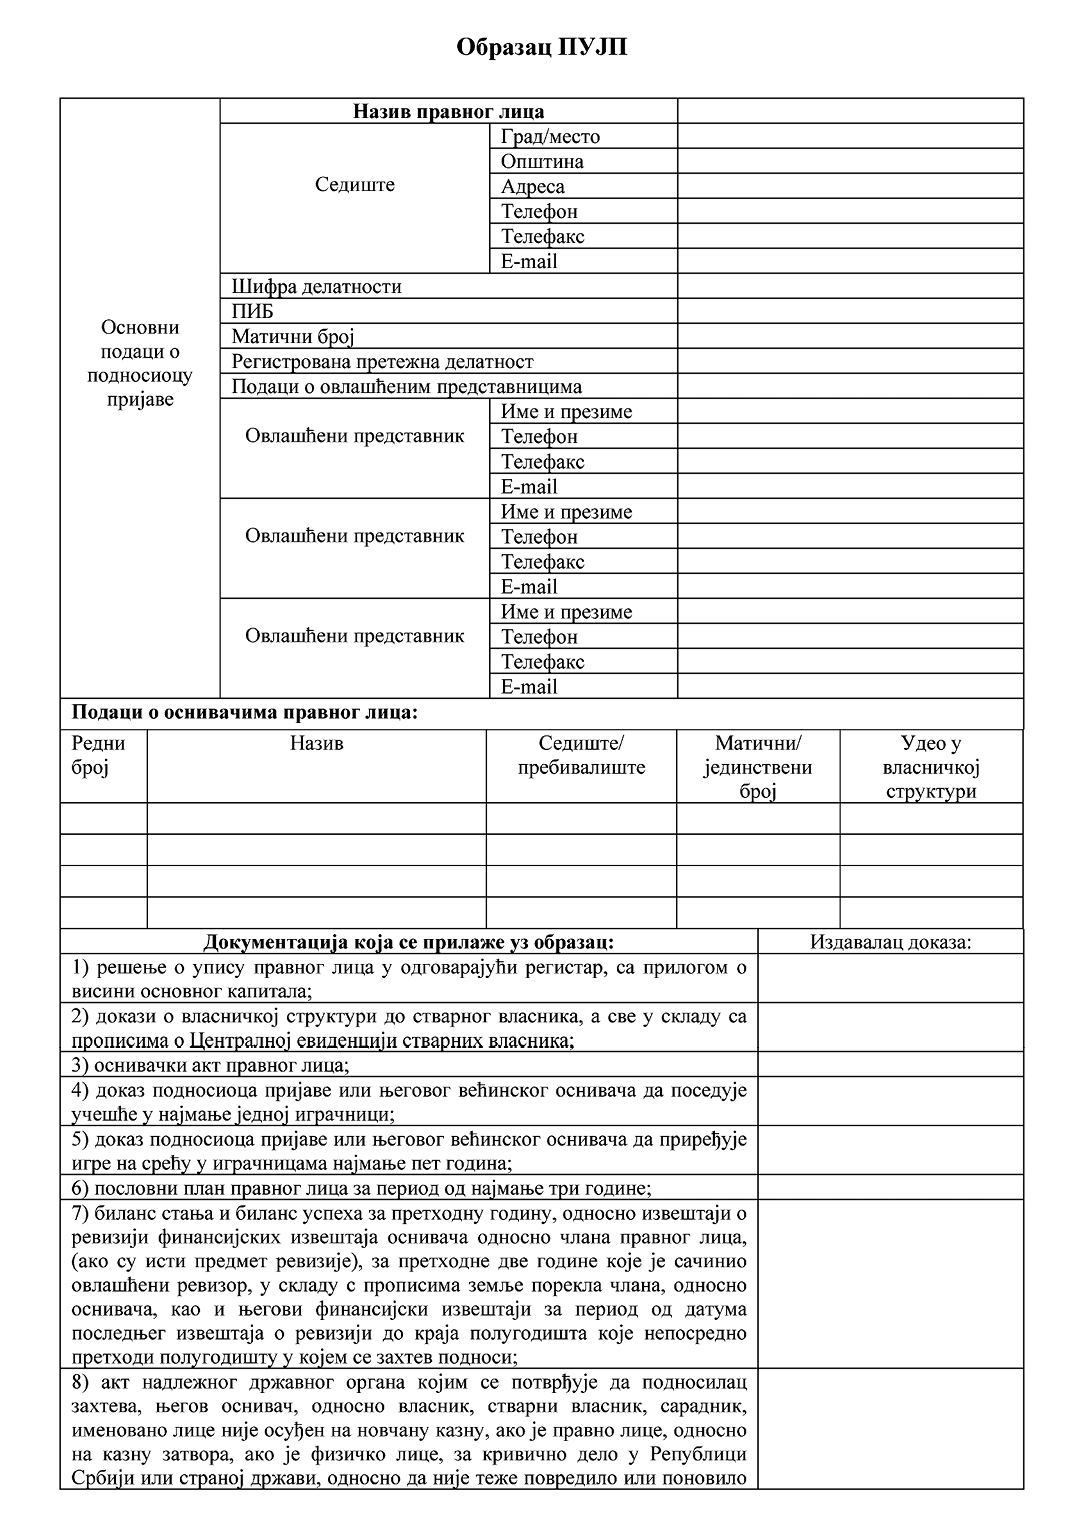 Образац ПУЈП
Назив правног лица
Седиште
Град/место
Општина
Адреса
Телефон
Телефакс
E-mail
Шифра делатности
ПИБ
Матични број
Регистрована претежна делатност
Подаци о овлашћеним представницима
Основни
подаци о
подносиоцу
пријаве
Овлашћени представник
Име и презиме
Телефон
Телефакс
E-mail
Овлашћени представник
Име и презиме
Телефон
Телефакс
E-mail
Овлашћени представник
Име и презиме
Телефон
Телефакс
E-mail
Подаци о оснивачима правног лица:
Редни
број
Назив
Седиште/
пребивалиште
Матични/
јединствени
број
Удео у
власничкој
структури
Документација која се прилаже уз образац:
Издавалац доказа:
1) решење о упису правног лица у одговарајући регистар, са прилогом о
висини основног капитала;
2) докази о власничкој структури до стварног власника, а све у складу са
прописима о Централној евиденцији стварних власника;
3) оснивачки акт правног лица;
4) доказ подносиоца пријаве или његовог већинског оснивача да поседује
учешће у најмање једној играчници;
5) доказ подносиоца пријаве или његовог већинског оснивача да приређује
игре на срећу у играчницама најмање пет година;
6) пословни план правног лица за период од најмање три године;
7) биланс стања и биланс успеха за претходну годину, односно извештаји о
ревизији финансијских извештаја оснивача односно члана правног лица,
(ако су исти предмет ревизије), за претходне две године које је сачинио
овлашћени ревизор, у складу с прописима земље порекла члана, односно
оснивача, као и његови финансијски извештаји за период од датума
последњег извештаја о ревизији до краја полугодишта које непосредно
претходи полугодишту у којем се захтев подноси;
8) акт надлежног државног органа којим се потврђује да подносилац
захтева, његов оснивач, односно власник, стварни власник, сарадник,
именовано лице није осуђен на новчану казну, ако је правно лице, односно
на казну затвора, ако је физичко лице, за кривично дело у Републици
Србији или страној држави, односно да није теже повредило или поновило